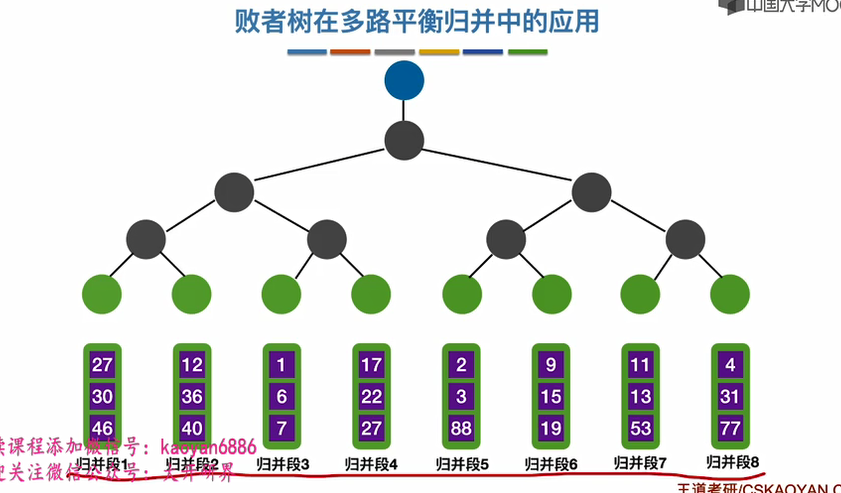 中国大学MOO
败者树在多路平衡归并中的应用
27 12 1 17 2 9 11 4
30 36 6 22 3 15 13 31
46 40 7 27 88 19 53 77
课程添加微信号：kaoyan6886
归并段1 归并段2 归并段3 归并段4 归并段5 归并段6 归并段7 归并段8
关注微信公众号：
王道考研/CSKAOYAN.C